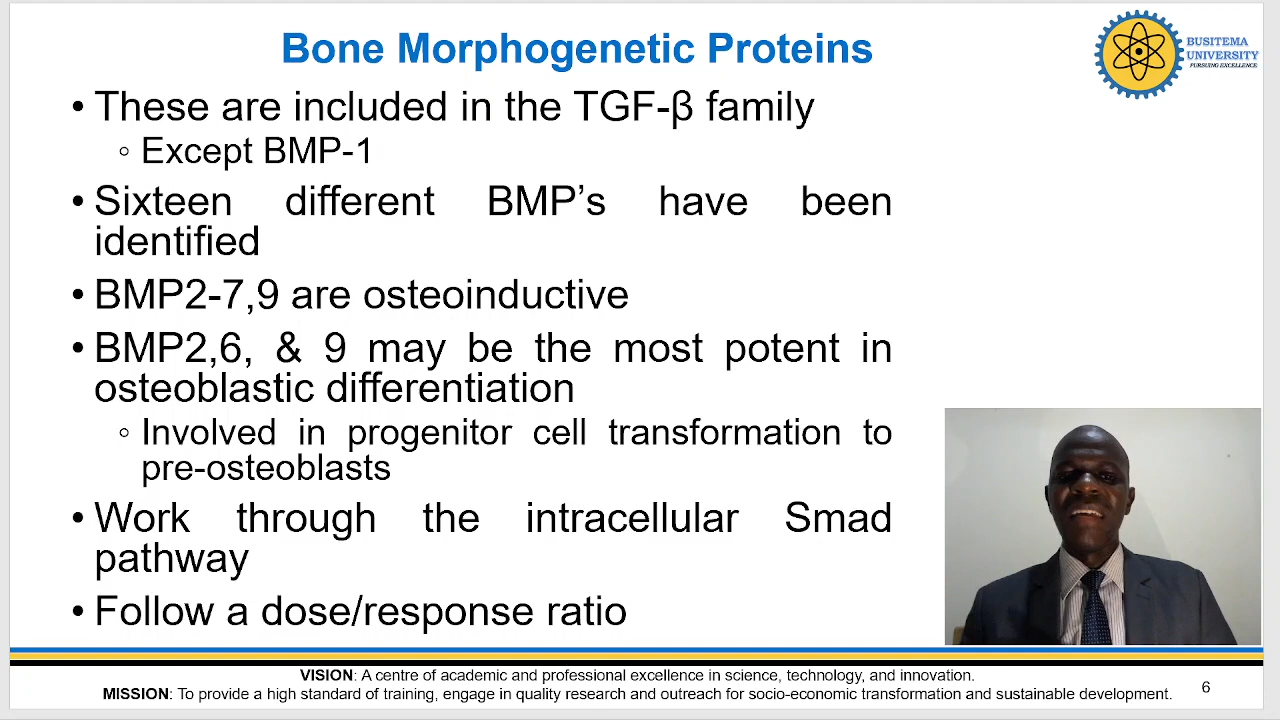 Bone Morphogenetic Proteins
BUSITEMA
UNIVERSITY
PURSUING EXCELLENCE
• These are included in the TGF-β family
◦ Except BMP-1
• Sixteen different BMP’s have been
identified
• BMP2-7,9 are osteoinductive
• BMP2,6, & 9 may be the most potent in
osteoblastic differentiation
◦ Involved in progenitor cell transformation to
pre-osteoblasts
• Work through the intracellular Smad
pathway
• Follow a dose/response ratio
VISION: A centre of academic and professional excellence in science, technology, and innovation.
MISSION: To provide a high standard of training, engage in quality research and outreach for socio-economic transformation and sustainable development.
6